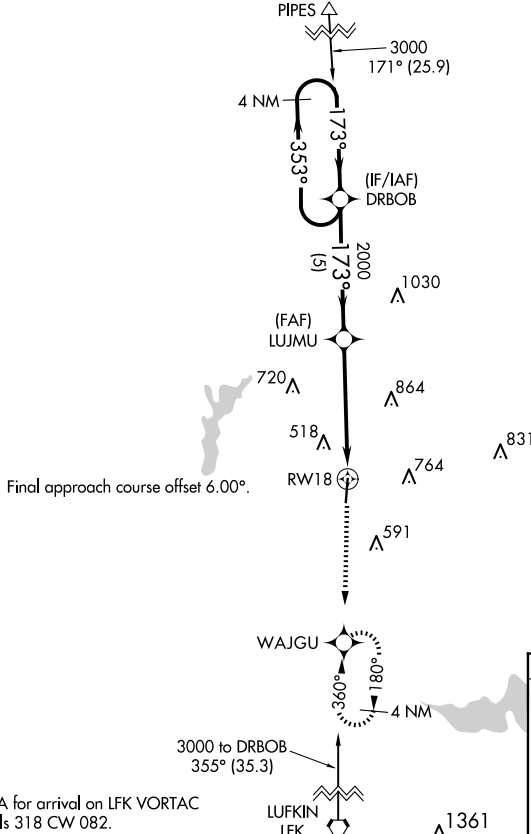 PIPES
3000
171° (25.9)
4 NM
173°
353°
(IF/IAF)
DRBOB
2000
173°
(5)
1030
(FAF)
LUJMU
720
864
518
831
764
RW18
Final approach course offset 6.00°.
591
WAJGU
360°
180°
4 NM
3000 to DRBOB
355° (35.3)
A for arrival on LFK VORTAC
ls 318 CW 082.
LUFKIN
LFK
1361